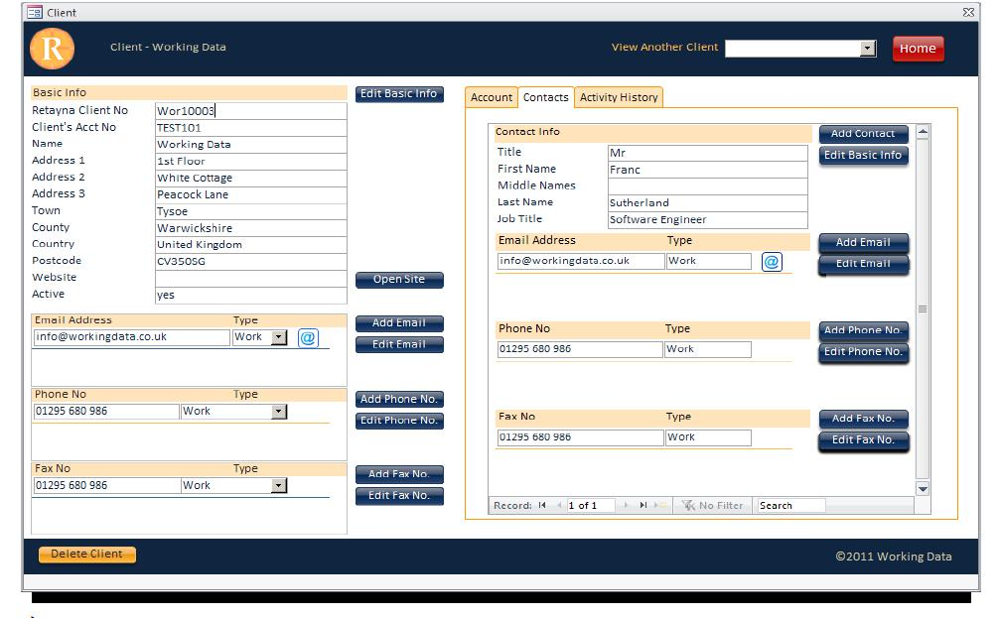 Client
R
Client - Working Data
View Another Client
Home
Basic Info
Edit Basic Info
Retayna Client No Wor10003
Client's Acct No TEST101
Name Working Data
Address 1 1st Floor
Address 2 White Cottage
Address 3 Peacock Lane
Town Tysoe
County Warwickshire
Country United Kingdom
Postcode CV350SG
Website
Open Site
Active yes
Email Address Type
Add Email
info@workingdata.co.uk Work @
Edit Email
Phone No Type
Add Phone No.
01295 680 986 Work
Edit Phone No.
Fax No Type
Add Fax No.
01295 680 986 Work
Edit Fax No.
Account Contacts Activity History
Contact Info
Add Contact
Title Mr
Edit Basic Info
First Name Franc
Middle Names
Last Name Sutherland
Job Title Software Engineer
Email Address Type
Add Email
info@workingdata.co.uk Work @
Edit Email
Phone No Type
Add Phone No.
01295 680 986 Work
Edit Phone No.
Fax No Type
Add Fax No.
01295 680 986 Work
Edit Fax No.
Record: 1 of 1 No Filter Search
Delete Client
©2011 Working Data